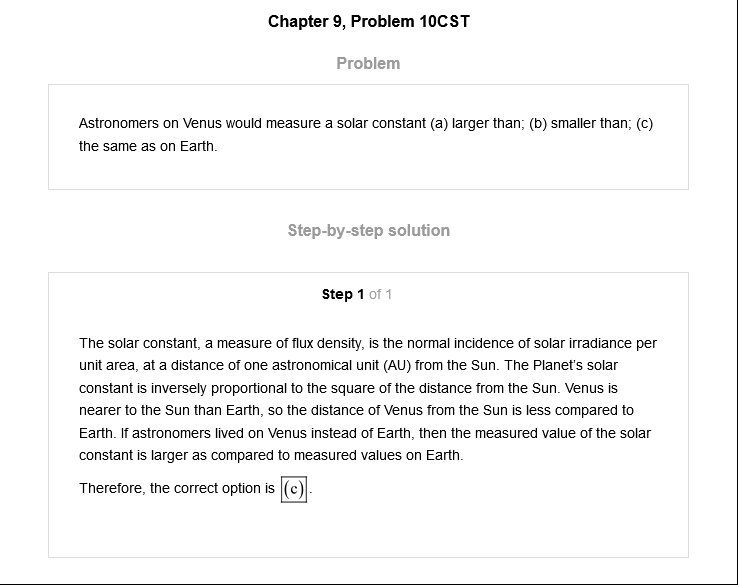 Chapter 9, Problem 10CST
Problem
Astronomers on Venus would measure a solar constant (a) larger than; (b) smaller than; (c)
the same as on Earth.
Step-by-step solution
Step 1 of 1
The solar constant, a measure of flux density, is the normal incidence of solar irradiance per
unit area, at a distance of one astronomical unit (AU) from the Sun. The Planet’s solar
constant is inversely proportional to the square of the distance from the Sun. Venus is
nearer to the Sun than Earth, so the distance of Venus from the Sun is less compared to
Earth. If astronomers lived on Venus instead of Earth, then the measured value of the solar
constant is larger as compared to measured values on Earth.
Therefore, the correct option is (c).